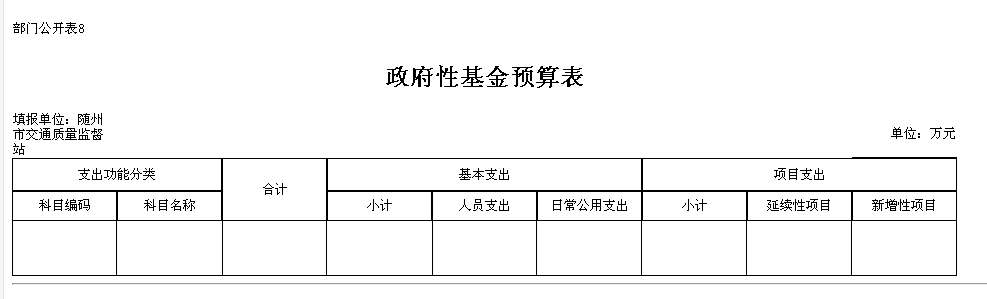 部门公开表8
政府性基金预算表
填报单位：随州
市交通质量监督
站
单位：万元
支出功能分类 合计 基本支出 项目支出
科目编码 科目名称 小计 人员支出 日常公用支出 小计 延续性项目 新增性项目